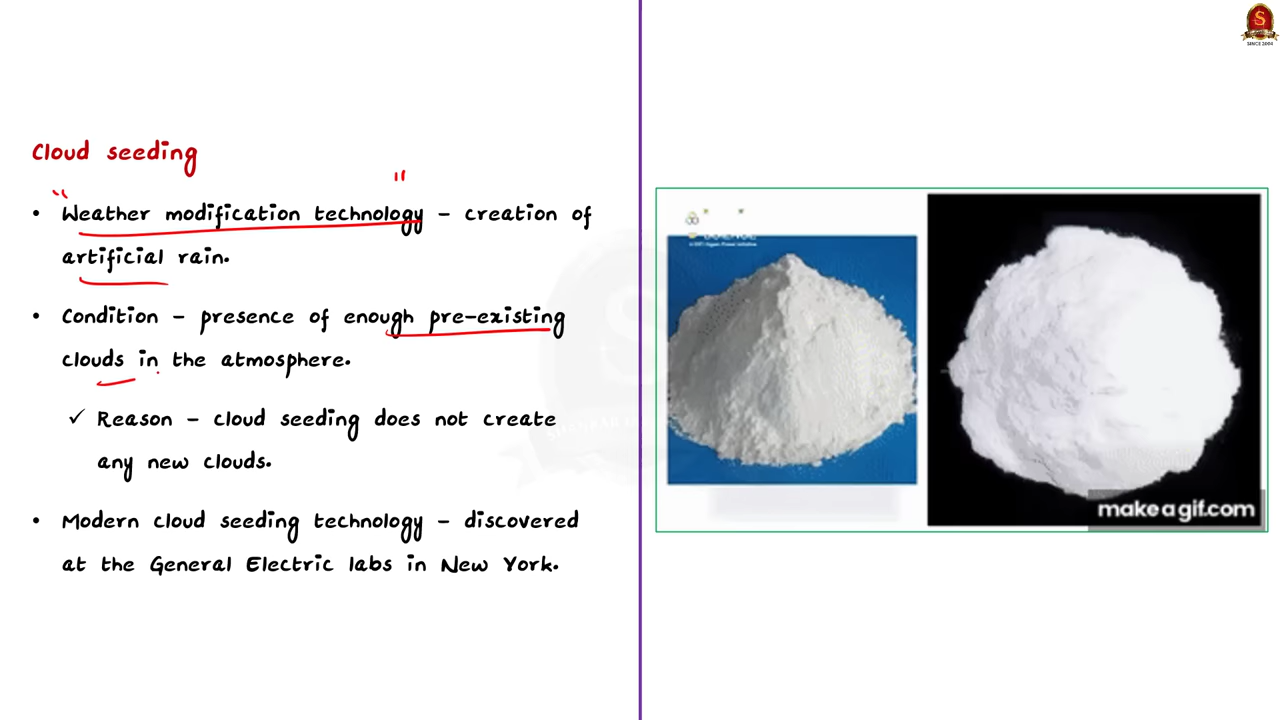 Cloud seeding
• "Weather modification technology" – creation of
artificial rain.
• Condition – presence of enough pre-existing
clouds in the atmosphere.
✓ Reason – cloud seeding does not create
any new clouds.
• Modern cloud seeding technology – discovered
at the General Electric labs in New York.
S
SINCE 2004
makeagif.com